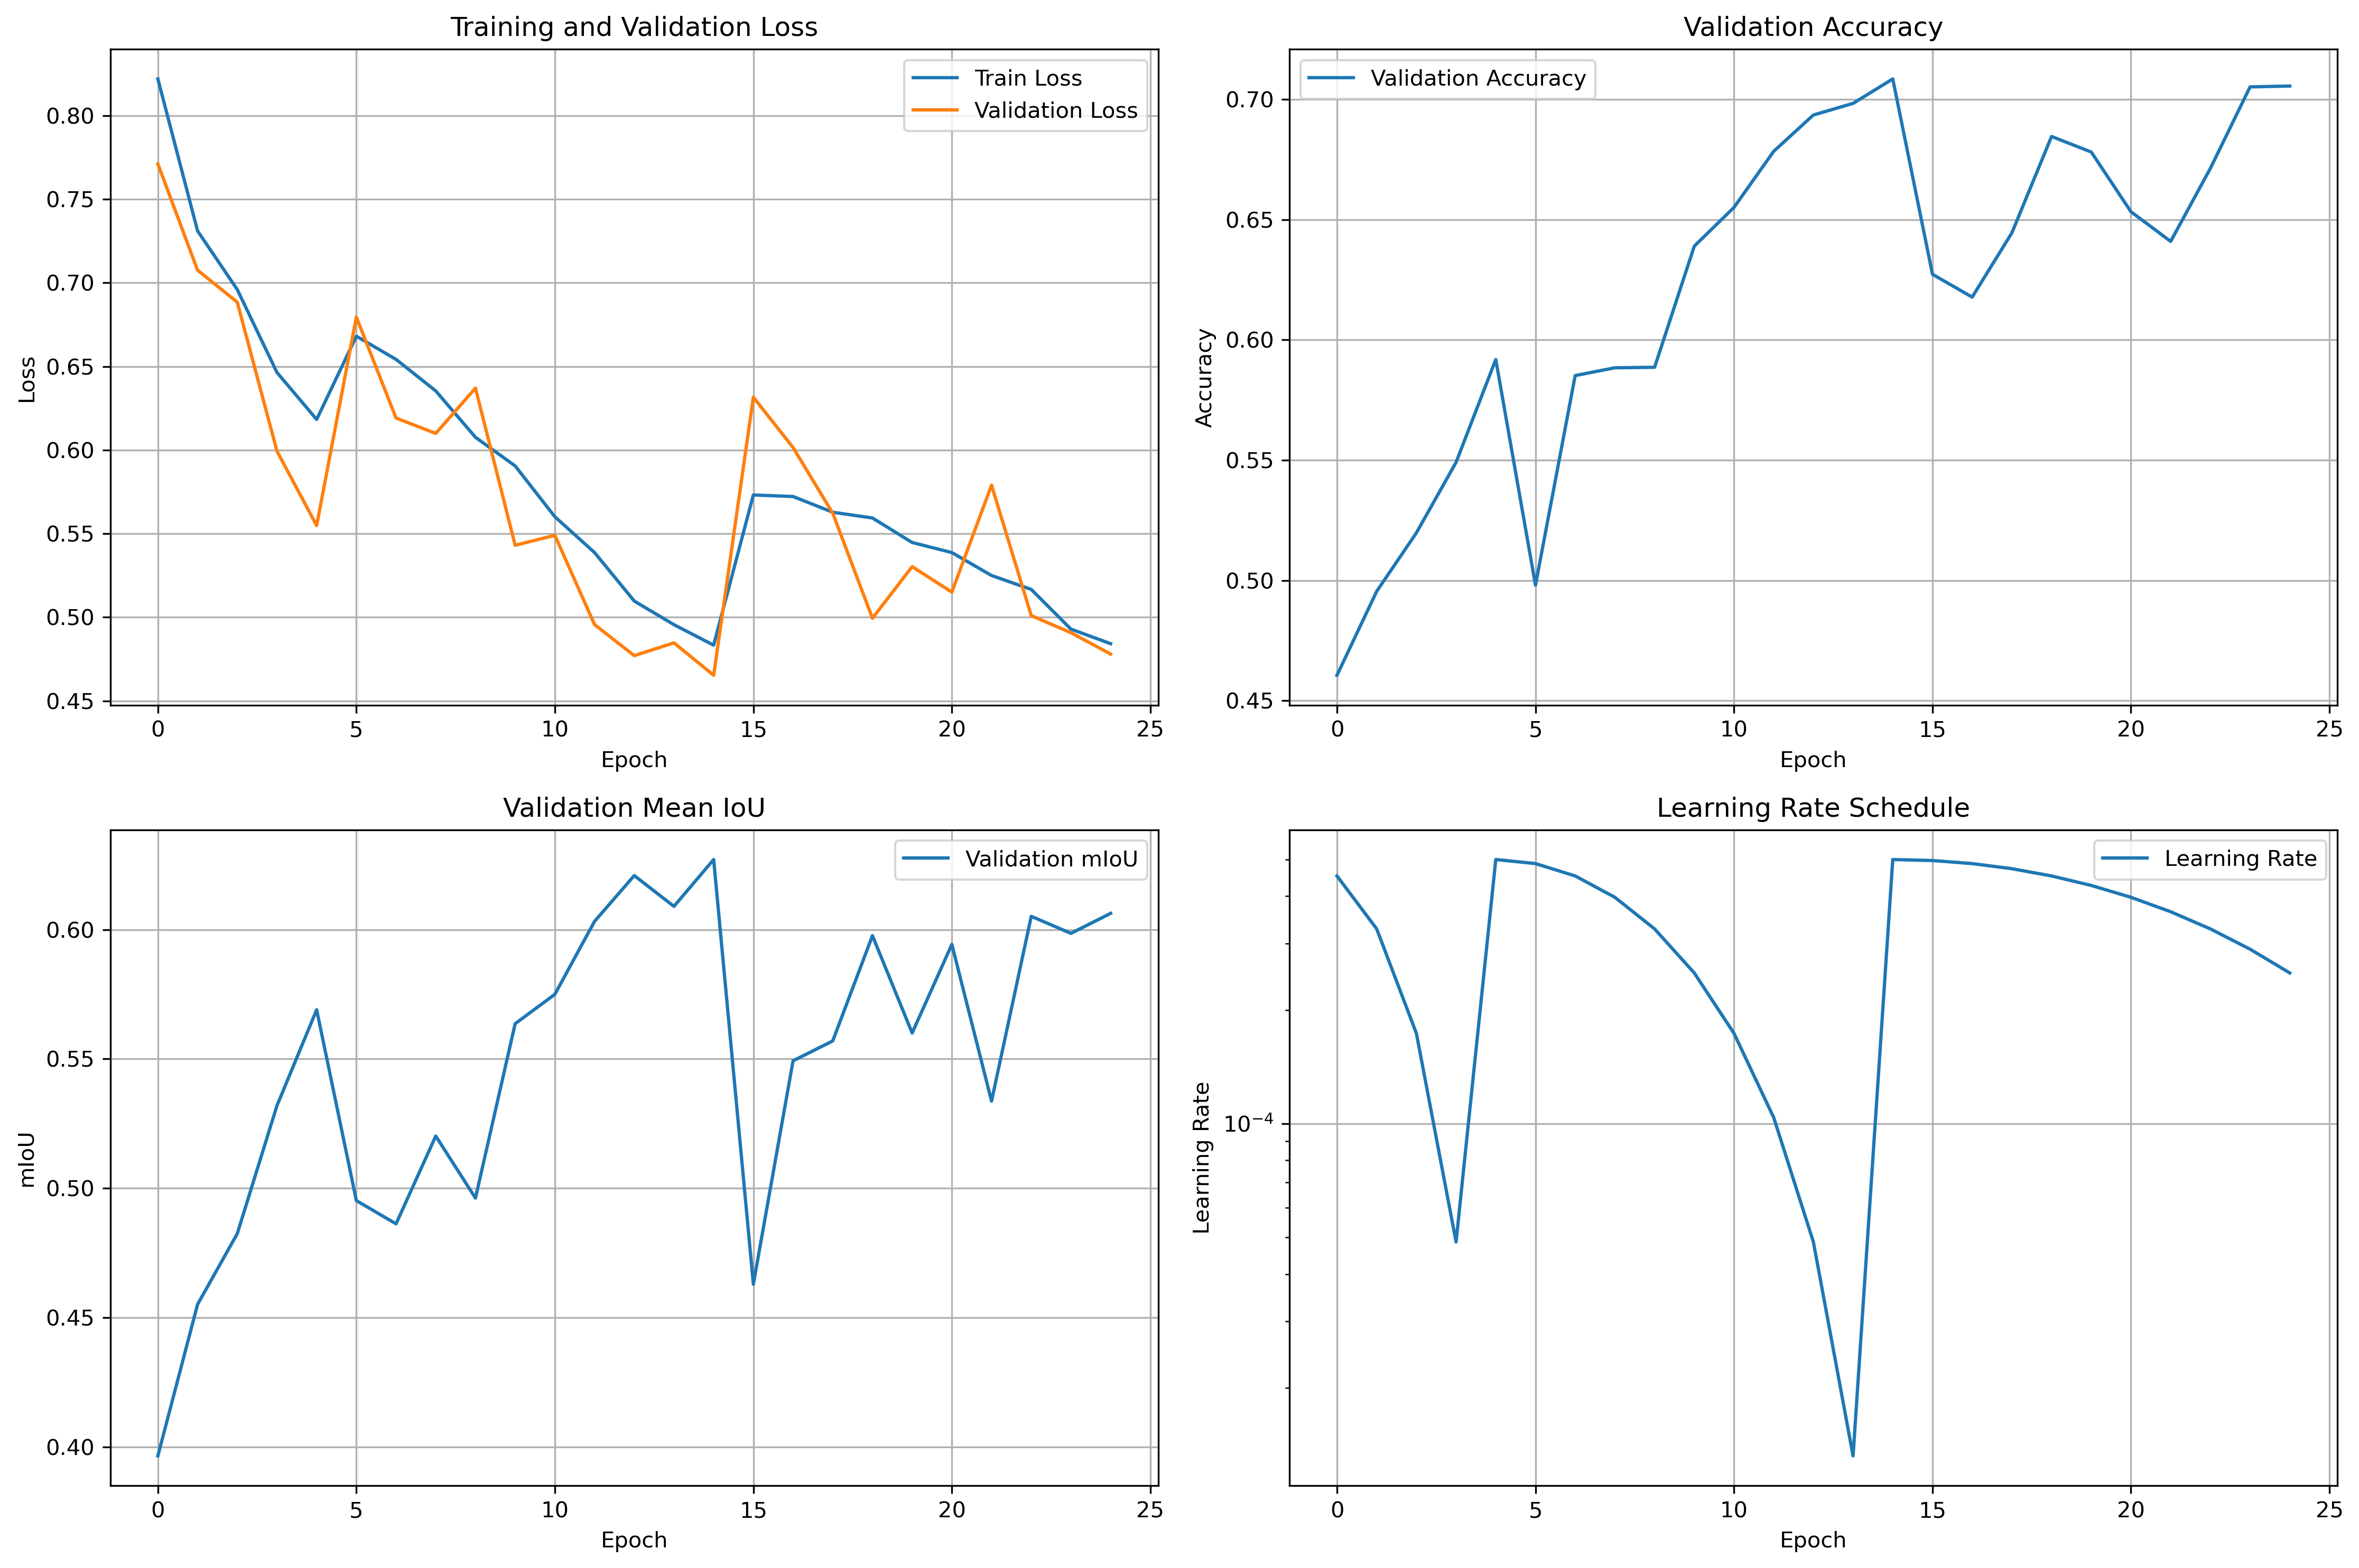 Training and Validation Loss
Train Loss
Validation Loss
0.80
0.75
0.70
0.65
0.60
0.55
0.50
0.45
Loss
0 5 10 15 20 25
Epoch
Validation Accuracy
Validation Accuracy
0.70
0.65
0.60
0.55
0.50
0.45
Accuracy
0 5 10 15 20 25
Epoch
Validation Mean IoU
Validation mIoU
0.60
0.55
0.50
0.45
0.40
mIoU
0 5 10 15 20 25
Epoch
Learning Rate Schedule
Learning Rate
10⁻⁴
Learning Rate
0 5 10 15 20 25
Epoch